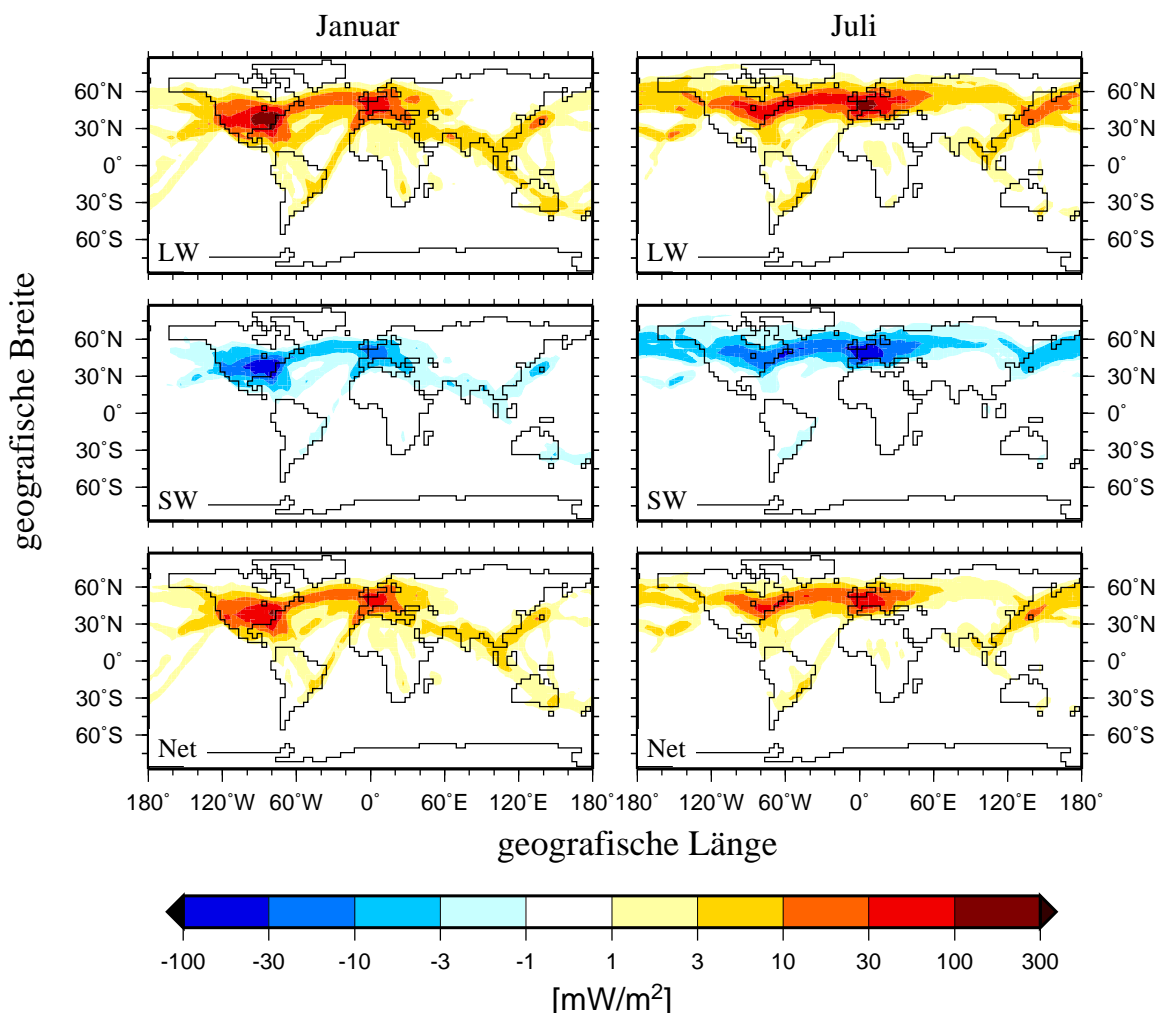 Januar Juli
60˚N 60˚N
30˚N 30˚N
0˚ 0˚
30˚S 30˚S
60˚S 60˚S
LW LW
60˚N 60˚N
30˚N 30˚N
0˚ 0˚
30˚S 30˚S
60˚S 60˚S
SW SW
geografische Breite
60˚N 60˚N
30˚N 30˚N
0˚ 0˚
30˚S 30˚S
60˚S 60˚S
Net Net
180˚ 120˚W 60˚W 0˚ 60˚E 120˚E 180˚ 120˚W 60˚W 0˚ 60˚E 120˚E 180˚
geografische Länge
-100 -30 -10 -3 -1 1 3 10 30 100 300
[mW/m²]